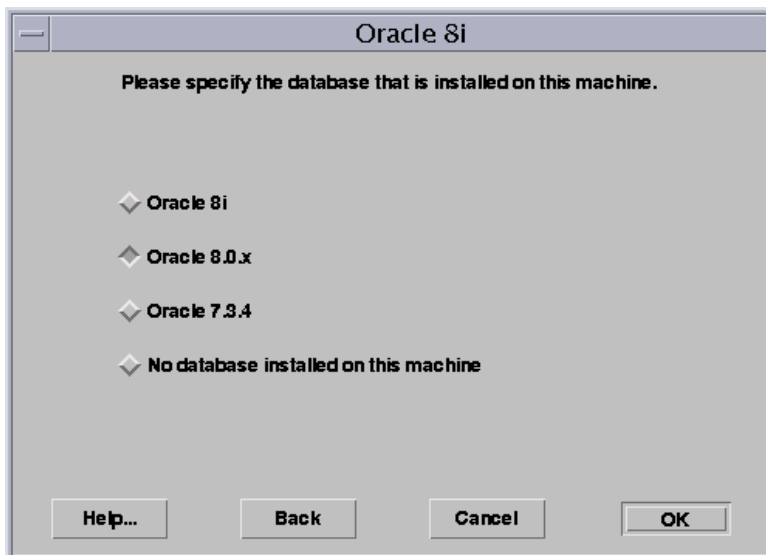 Oracle 8i
Please specify the database that is installed on this machine.
Oracle 8i
Oracle 8.0.x
Oracle 7.3.4
No database installed on this machine
Help... Back Cancel OK